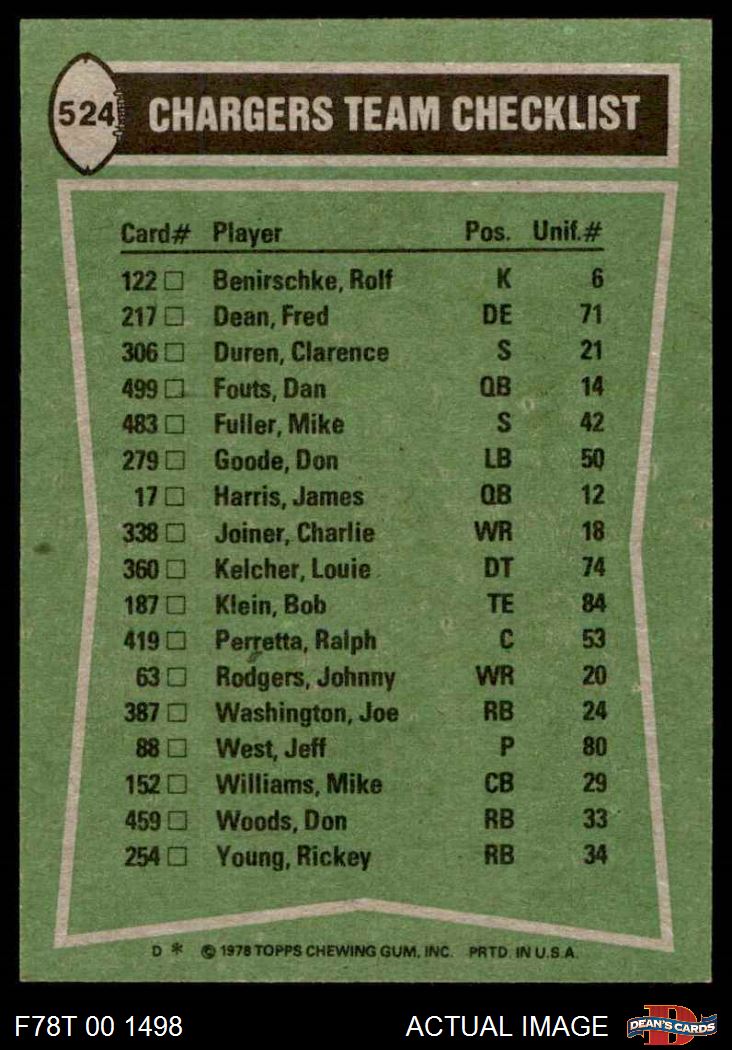 524 CHARGERS TEAM CHECKLIST
Card# Player Pos. Unif.#
122 Benirschke, Rolf K 6
217 Dean, Fred DE 71
306 Duren, Clarence S 21
499 Fouts, Dan QB 14
483 Fuller, Mike S 42
279 Goode, Don LB 50
17 Harris, James QB 12
338 Joiner, Charlie WR 18
360 Kelcher, Louie DT 74
187 Klein, Bob TE 84
419 Perretta, Ralph C 53
63 Rodgers, Johnny WR 20
387 Washington, Joe RB 24
88 West, Jeff P 80
152 Williams, Mike CB 29
459 Woods, Don RB 33
254 Young, Rickey RB 34
D * © 1978 TOPPS CHEWING GUM, INC. PRTD. IN U.S.A.
F78T 00 1498 ACTUAL IMAGE D DEAN'S CARDS